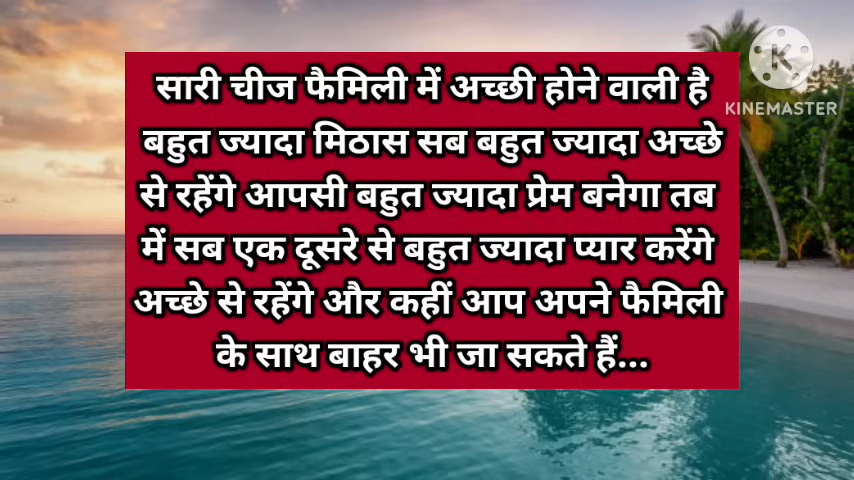 सारी चीज फैमिली में अच्छी होने वाली है
बहुत ज्यादा मिठास सब बहुत ज्यादा अच्छे
से रहेंगे आपसी बहुत ज्यादा प्रेम बनेगा तब
में सब एक दूसरे से बहुत ज्यादा प्यार करेंगे
अच्छे से रहेंगे और कहीं आप अपने फैमिली
के साथ बाहर भी जा सकते हैं...
K
KINEMASTER